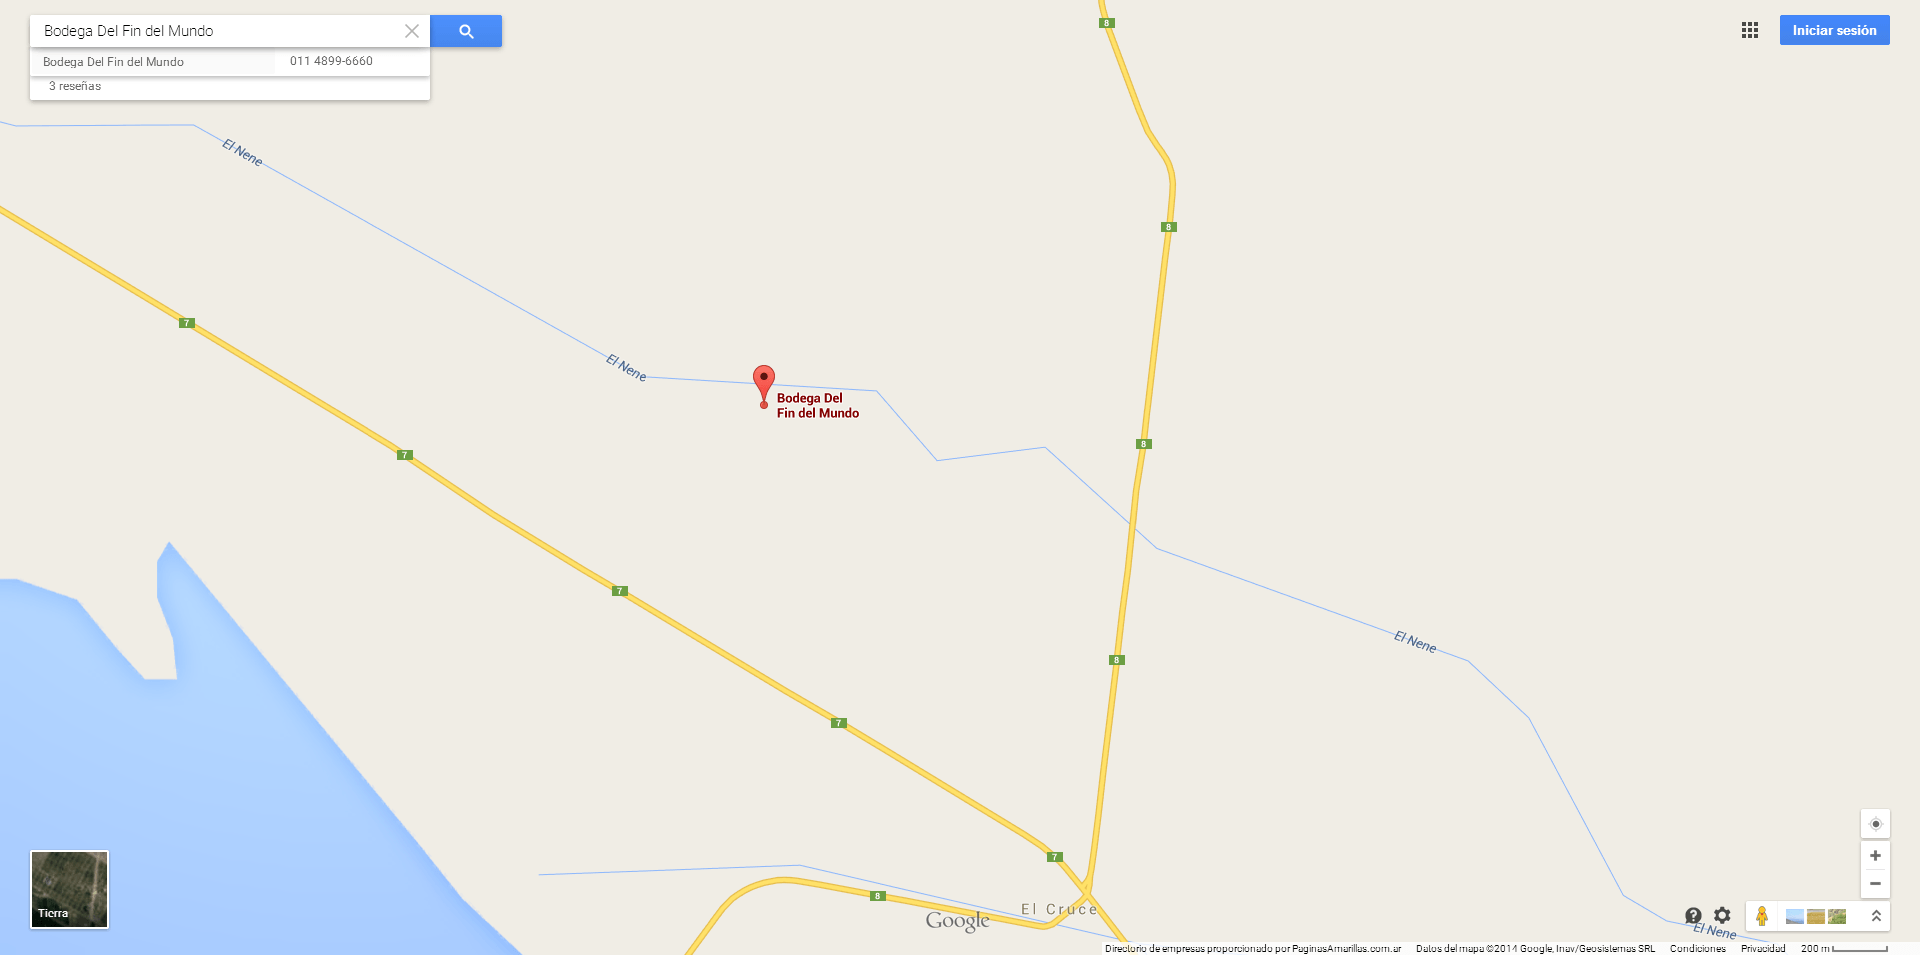 Bodega Del Fin del Mundo
Iniciar sesión
Bodega Del Fin del Mundo 011 4899-6660
3 reseñas
8
El Nene
8
7
El Nene
Bodega Del
Fin del Mundo
8
7
7
El Nene
8
7
7
8
El Cruce
Google
Tierra
El Nene
Directorio de empresas proporcionado por PaginasAmarillas.com.ar Datos del mapa ©2014 Google, Inav/Geosistemas SRL Condiciones Privacidad 200 m